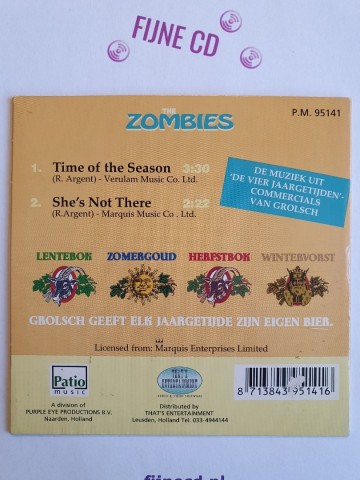 FIJNE CD
THE
ZOMBIES
P.M. 95141
1. Time of the Season 3:30
(R. Argent) - Verulam Music Co. Ltd.
2. She's Not There 2:22
(R.Argent) - Marquis Music Co . Ltd.
DE MUZIEK UIT
'DE VIER JAARGETIJDEN'-
COMMERCIALS
VAN GROLSCH
LENTEBOK ZOMERGOUD HERFSTBOK WINTERVORST
GROLSCH GEEFT ELK JAARGETIJDE ZIJN EIGEN BIER.
Licensed from: Marquis Enterprises Limited
Patio
music
A division of
PURPLE EYE PRODUCTIONS B.V.
Naarden, Holland
THAT'S
ENTERTAINMENT
Distributed by
THAT'S ENTERTAINMENT
Leusden, Holland Tel. 033-4944144
8 713843 951416
fijnecd.nl